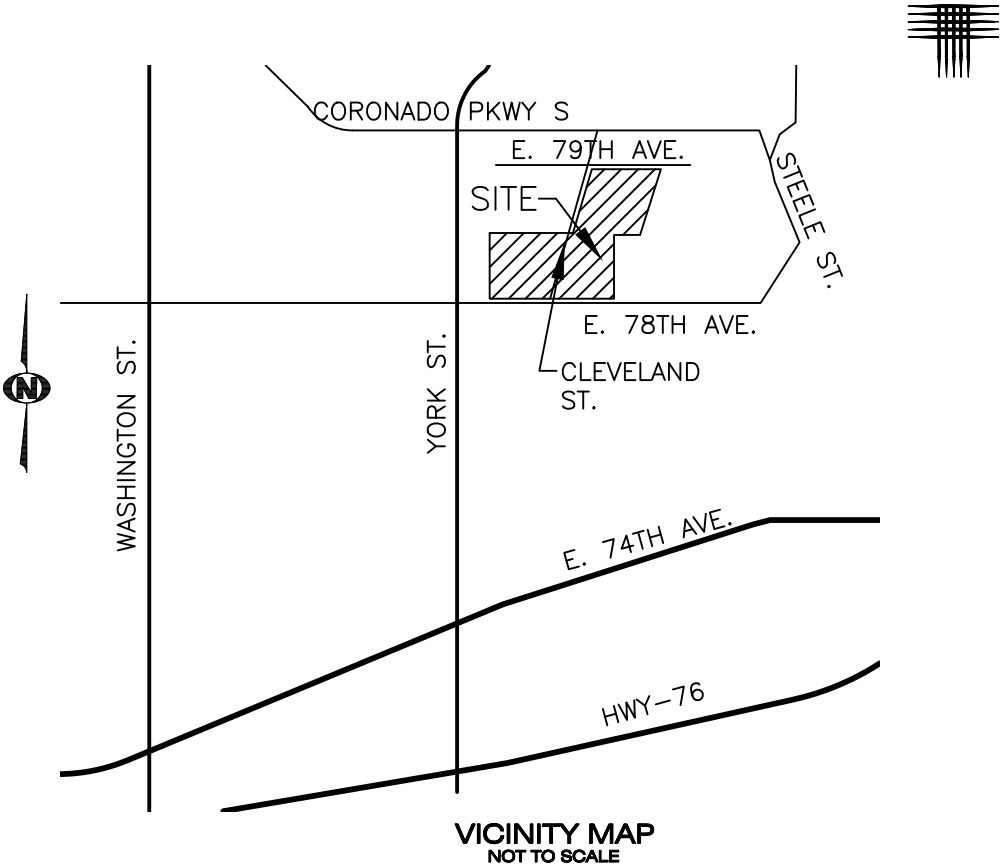 CORONADO PKWY S
E. 79TH AVE.
SITE
STEELE ST.
E. 78TH AVE.
WASHINGTON ST.
YORK ST.
CLEVELAND
ST.
N
E. 74TH AVE.
HWY-76
VICINITY MAP
NOT TO SCALE